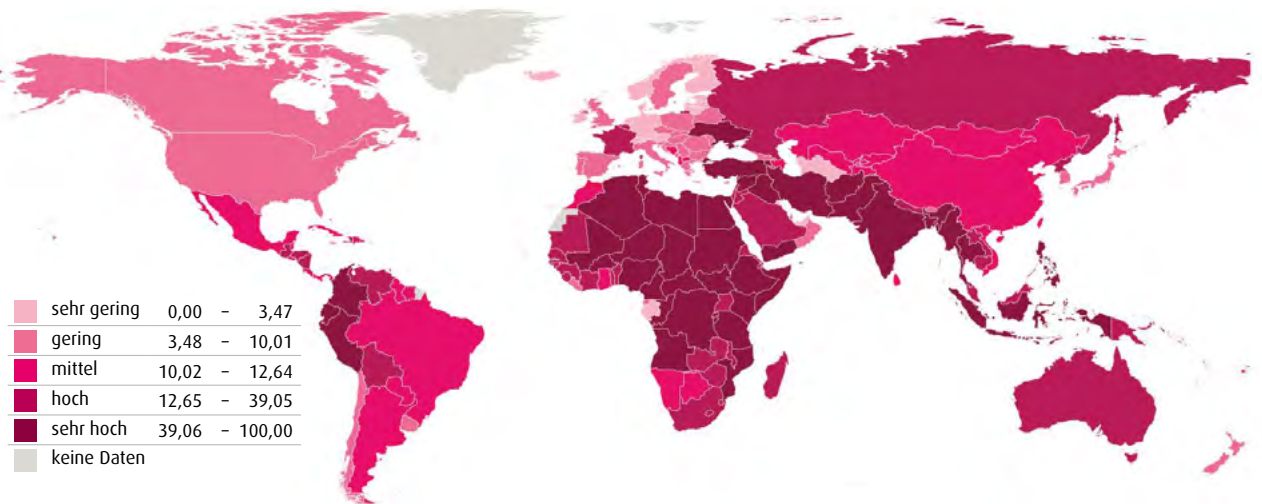 sehr gering 0,00 – 3,47
gering 3,48 – 10,01
mittel 10,02 – 12,64
hoch 12,65 – 39,05
sehr hoch 39,06 – 100,00
keine Daten